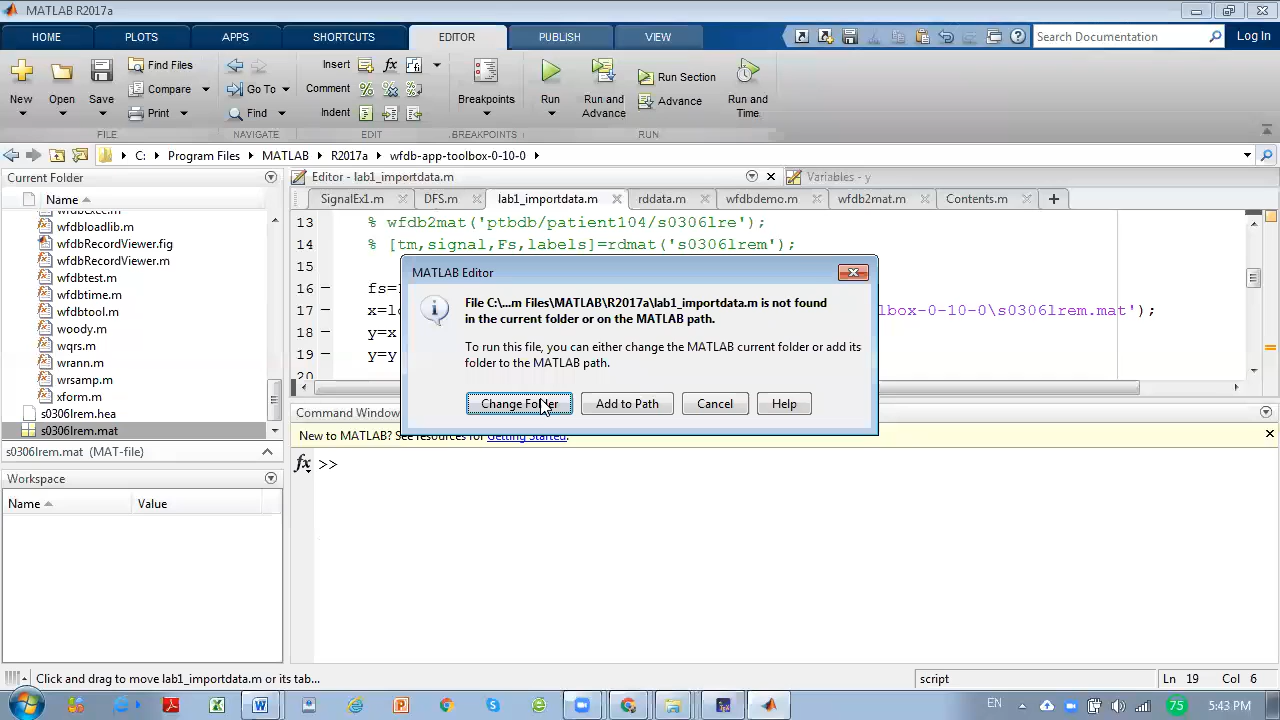 MATLAB R2017a
HOME PLOTS APPS SHORTCUTS EDITOR PUBLISH VIEW Search Documentation Log In
New Open Save Find Files Compare Print
Go To Find
Insert fx
Comment
Indent
Breakpoints
Run Run and Advance Run Section Advance Run and Time
FILE NAVIGATE EDIT BREAKPOINTS RUN
C: Program Files MATLAB R2017a wfdb-app-toolbox-0-10-0
Current Folder
Name
wfdbloadlib.m
wfdbRecordViewer.fig
wfdbRecordViewer.m
wfdbtest.m
wfdbtime.m
wfdbtool.m
woody.m
wqrs.m
wrann.m
wrsamp.m
xform.m
s0306lrem.hea
s0306lrem.mat
s0306lrem.mat (MAT-file)
Workspace
Name Value
Editor - lab1_importdata.m
Variables - y
SignalEx1.m DFS.m lab1_importdata.m rddata.m wfdbdemo.m wfdb2mat.m Contents.m
13 % wfdb2mat('ptbdb/patient104/s0306lre');
14 % [tm,signal,Fs,labels]=rdmat('s0306lrem');
15
16 fs=
17 x=lo lbox-0-10-0\s0306lrem.mat');
18 y=x
19 y=y
20
MATLAB Editor
File C:\...m Files\MATLAB\R2017a\lab1_importdata.m is not found
in the current folder or on the MATLAB path.
To run this file, you can either change the MATLAB current folder or add its
folder to the MATLAB path.
Change Folder Add to Path Cancel Help
Command Window
New to MATLAB? See resources for Getting Started.
fx >>
Click and drag to move lab1_importdata.m or its tab...
script Ln 19 Col 6
EN 75 5:43 PM